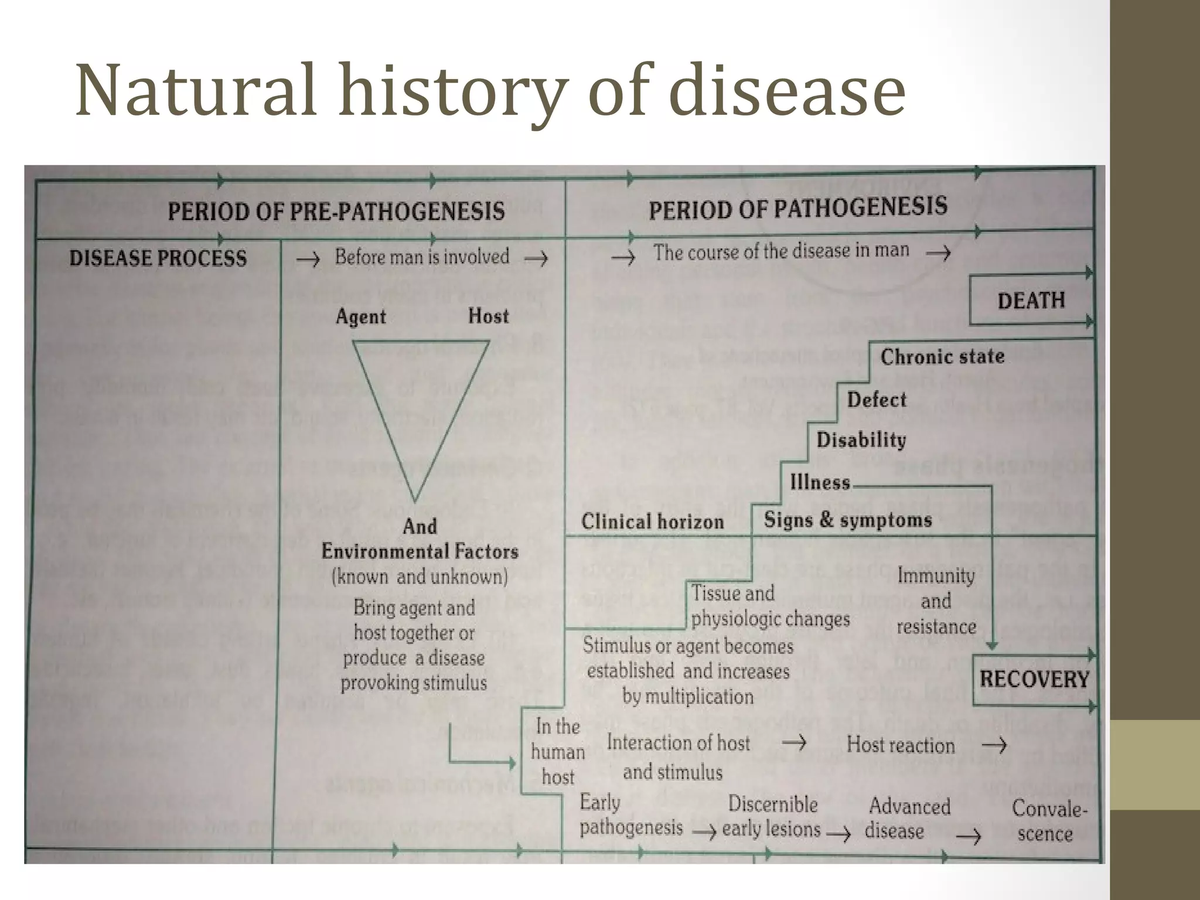 Natural history of disease
PERIOD OF PRE-PATHOGENESIS
PERIOD OF PATHOGENESIS
DISEASE PROCESS
→ Before man is involved →
→ The course of the disease in man →
Agent
Host
And
Environmental Factors
(known and unknown)
Bring agent and
host together or
produce a disease
provoking stimulus
DEATH
Chronic state
Defect
Disability
Illness
Clinical horizon
Signs & symptoms
Tissue and
physiologic changes
Immunity
and
resistance
Stimulus or agent becomes
established and increases
by multiplication
RECOVERY
In the
human
host
Interaction of host
and stimulus
→ Host reaction →
Early
pathogenesis
→ Discernible
early lesions
→ Advanced
disease
→ Convale-
scence